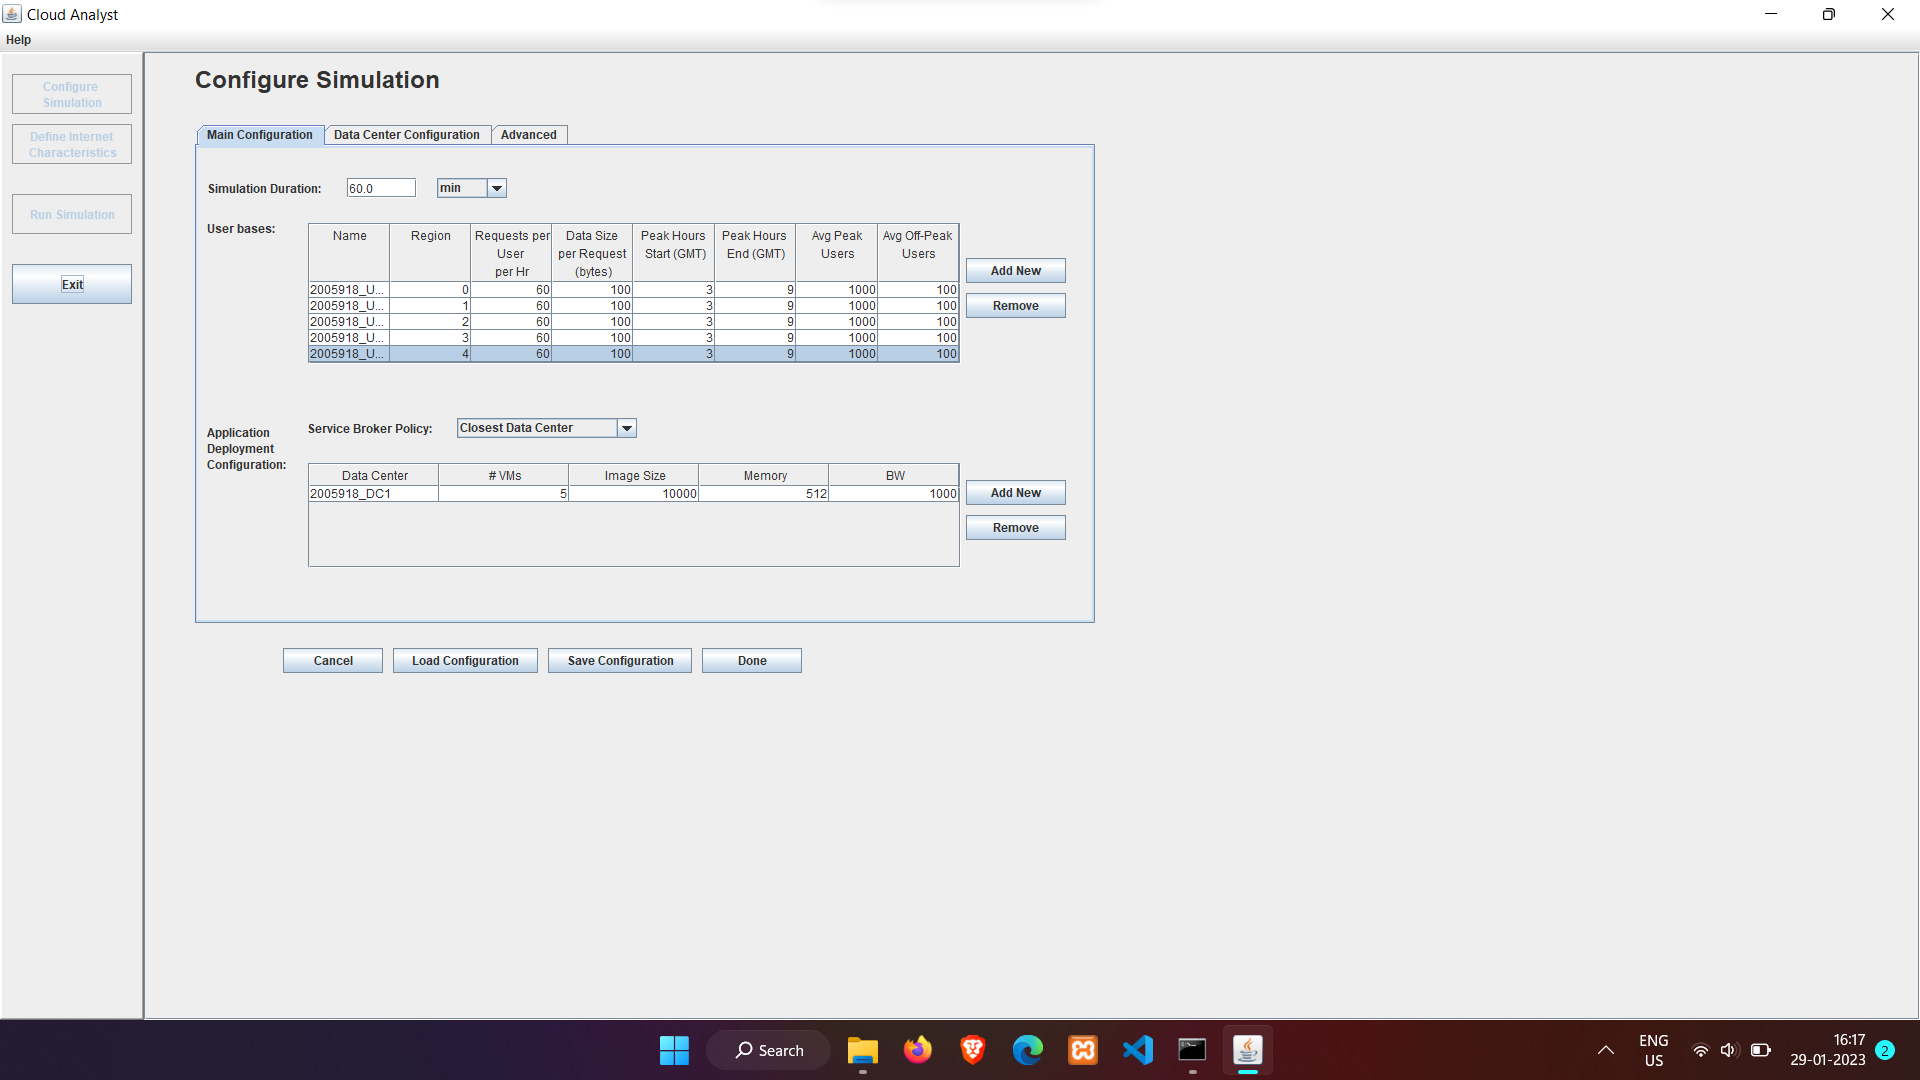 Cloud Analyst
Help
Configure
Simulation
Define Internet
Characteristics
Run Simulation
Exit
Configure Simulation
Main Configuration Data Center Configuration Advanced
Simulation Duration: 60.0 min
User bases:
Name Region Requests per User per Hr Data Size per Request (bytes) Peak Hours Start (GMT) Peak Hours End (GMT) Avg Peak Users Avg Off-Peak Users
2005918_U... 0 60 100 3 9 1000 100
2005918_U... 1 60 100 3 9 1000 100
2005918_U... 2 60 100 3 9 1000 100
2005918_U... 3 60 100 3 9 1000 100
2005918_U... 4 60 100 3 9 1000 100
Add New
Remove
Application
Deployment
Configuration:
Service Broker Policy: Closest Data Center
Data Center # VMs Image Size Memory BW
2005918_DC1 5 10000 512 1000
Add New
Remove
Cancel Load Configuration Save Configuration Done
Search
ENG
US
16:17
29-01-2023
2